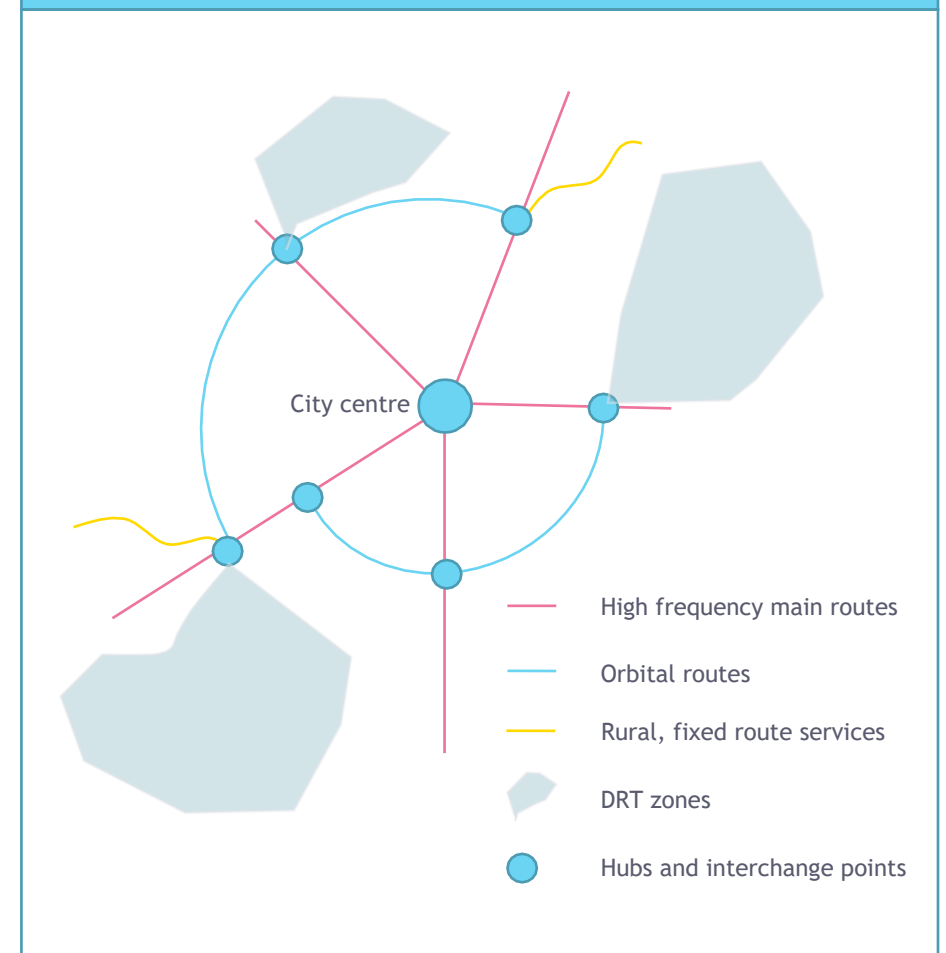 City centre
High frequency main routes
Orbital routes
Rural, fixed route services
DRT zones
Hubs and interchange points